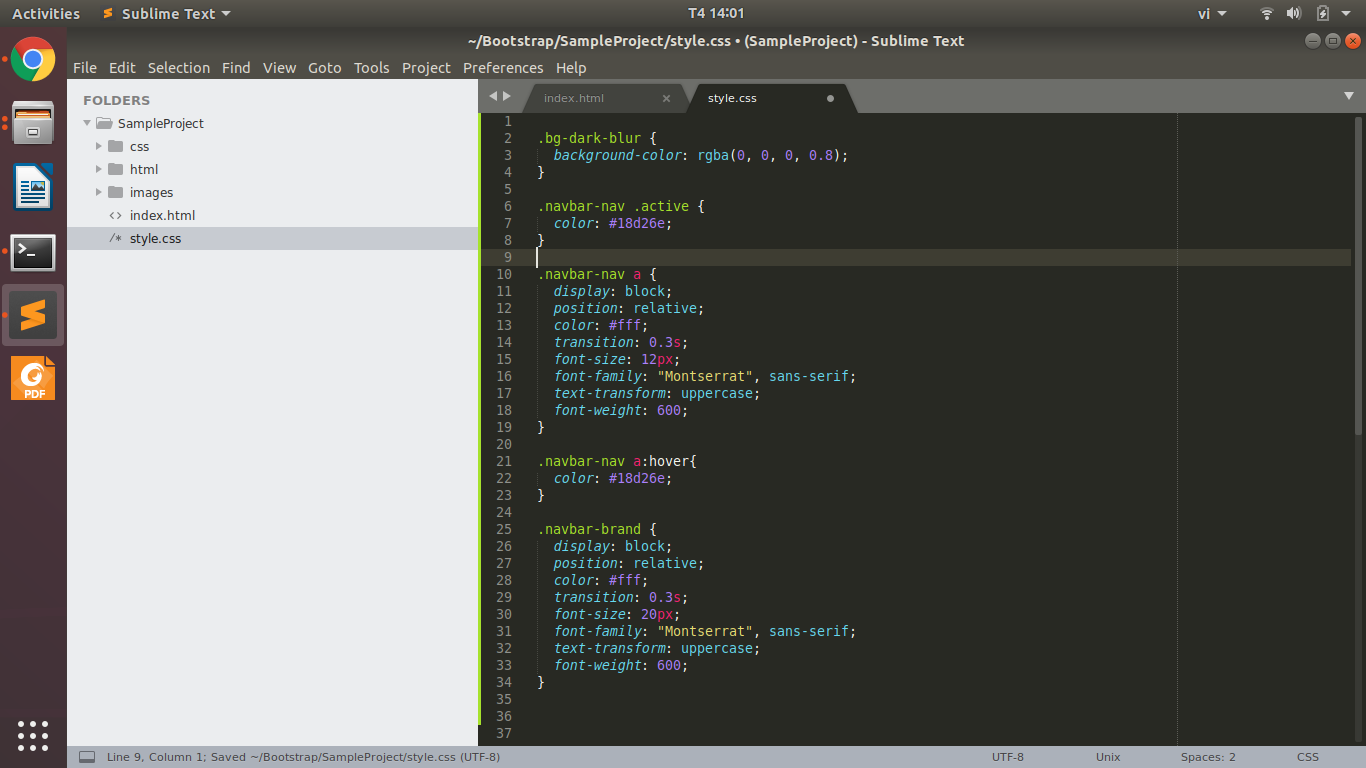 Activities Sublime Text T4 14:01 vi
~/Bootstrap/SampleProject/style.css • (SampleProject) - Sublime Text
File Edit Selection Find View Goto Tools Project Preferences Help
FOLDERS
SampleProject
css
html
images
<> index.html
/* style.css
index.html × style.css
1
2 .bg-dark-blur {
3   background-color: rgba(0, 0, 0, 0.8);
4 }
5
6 .navbar-nav .active {
7   color: #18d26e;
8 }
9
10 .navbar-nav a {
11   display: block;
12   position: relative;
13   color: #fff;
14   transition: 0.3s;
15   font-size: 12px;
16   font-family: "Montserrat", sans-serif;
17   text-transform: uppercase;
18   font-weight: 600;
19 }
20
21 .navbar-nav a:hover{
22   color: #18d26e;
23 }
24
25 .navbar-brand {
26   display: block;
27   position: relative;
28   color: #fff;
29   transition: 0.3s;
30   font-size: 20px;
31   font-family: "Montserrat", sans-serif;
32   text-transform: uppercase;
33   font-weight: 600;
34 }
35
36
37
PDF
Line 9, Column 1; Saved ~/Bootstrap/SampleProject/style.css (UTF-8) UTF-8 Unix Spaces: 2 CSS